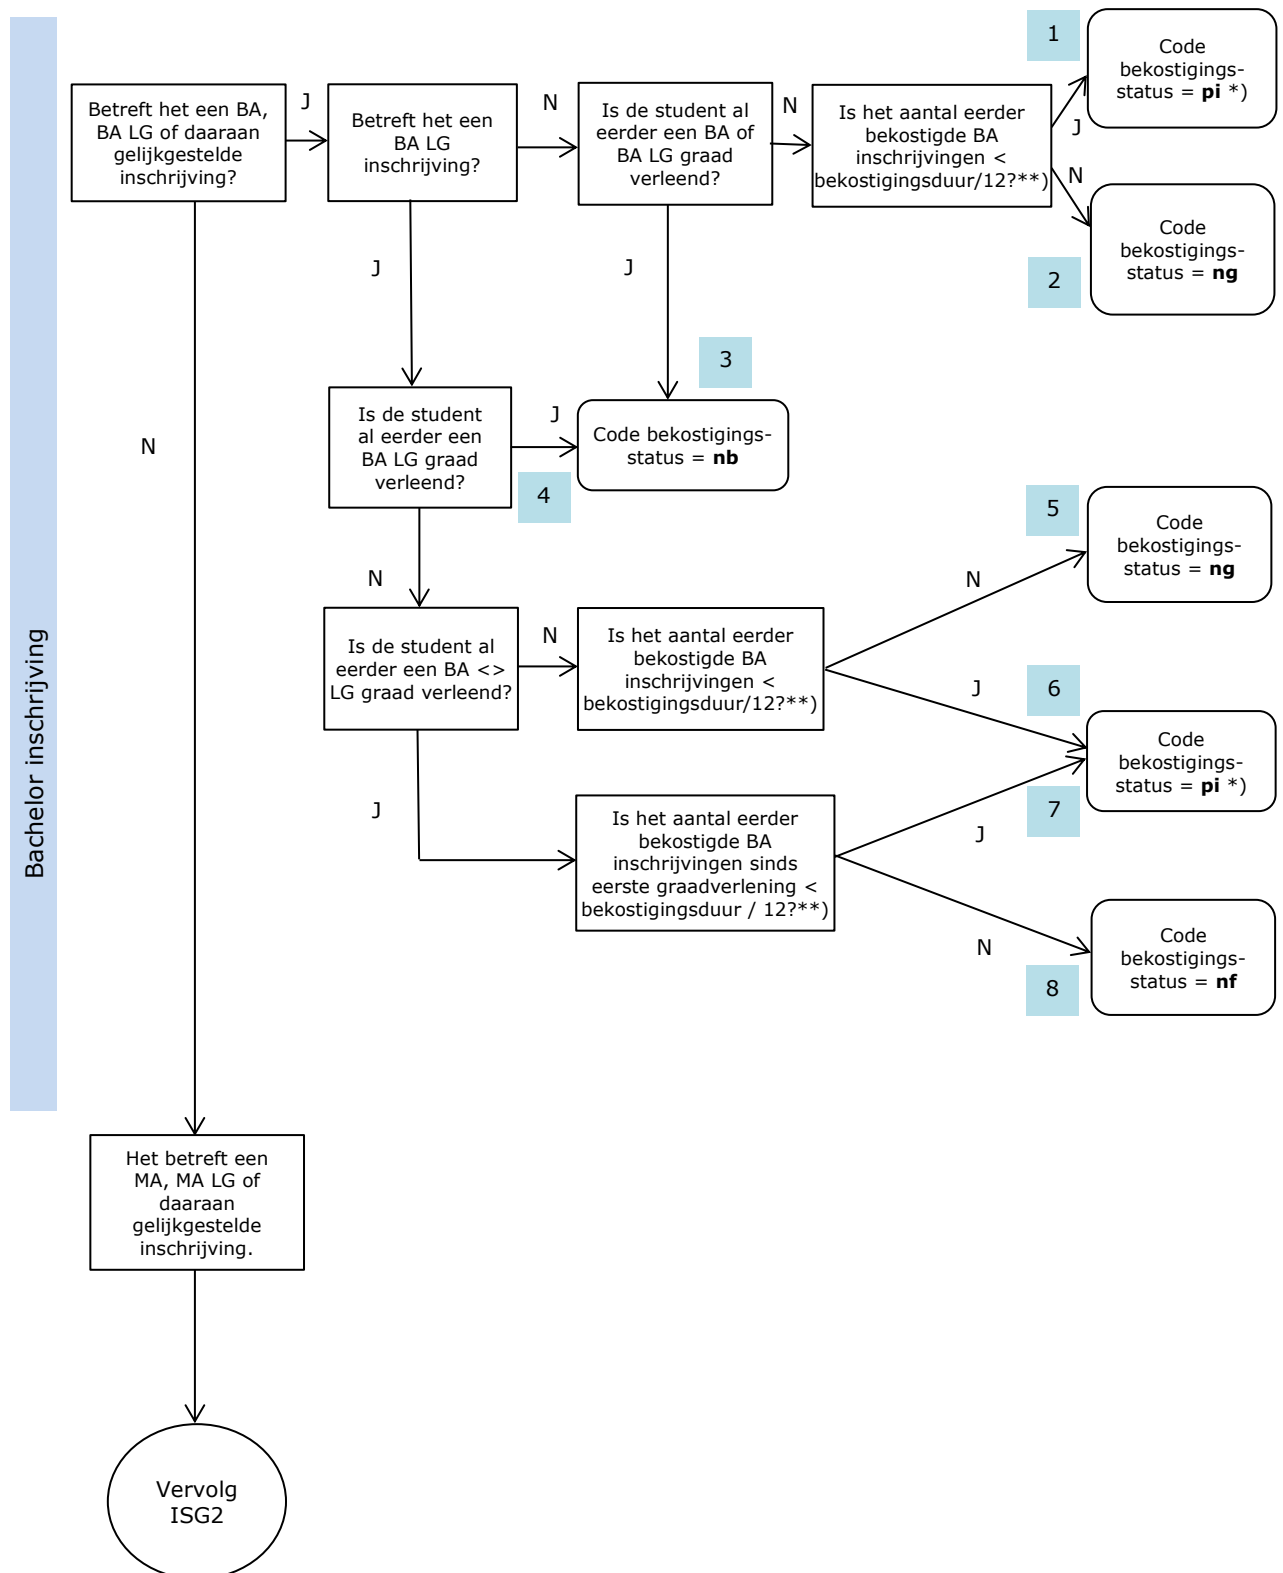 Bachelor inschrijving
Betreft het een BA,
BA LG of daaraan
gelijkgestelde
inschrijving?
J
Betreft het een
BA LG
inschrijving?
N
Is de student al
eerder een BA of
BA LG graad
verleend?
N
Is het aantal eerder
bekostigde BA
inschrijvingen <
bekostigingsduur/12?**)
J
N
1
Code
bekostigings-
status = pi *)
2
Code
bekostigings-
status = ng
J
J
3
N
Is de student
al eerder een
BA LG graad
verleend?
J
4
Code bekostigings-
status = nb
N
Is de student al
eerder een BA <>
LG graad verleend?
N
Is het aantal eerder
bekostigde BA
inschrijvingen <
bekostigingsduur/12?**)
N
5
Code
bekostigings-
status = ng
J
6
Code
bekostigings-
status = pi *)
J
Is het aantal eerder
bekostigde BA
inschrijvingen sinds
eerste graadverlening <
bekostigingsduur / 12?**)
J
7
N
8
Code
bekostigings-
status = nf
Het betreft een
MA, MA LG of
daaraan
gelijkgestelde
inschrijving.
Vervolg
ISG2